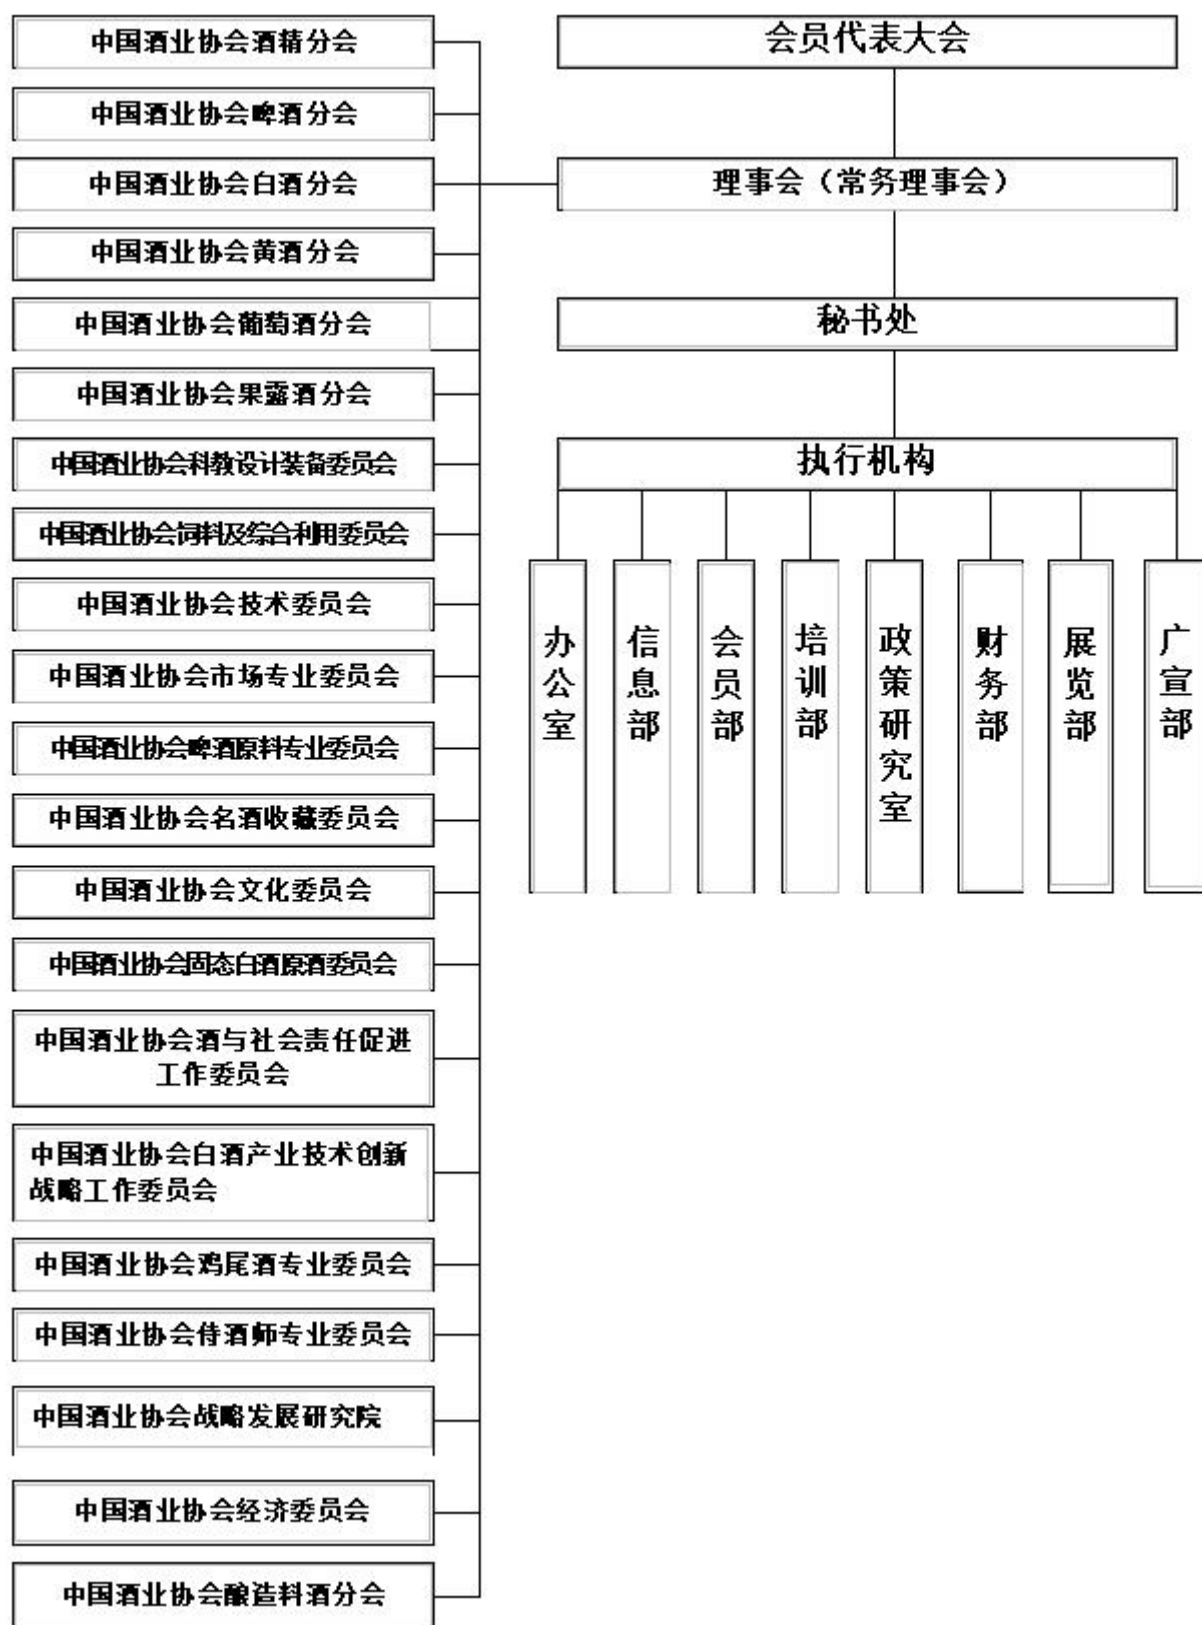 中国酒业协会酒精分会
中国酒业协会啤酒分会
中国酒业协会白酒分会
中国酒业协会黄酒分会
中国酒业协会葡萄酒分会
中国酒业协会果露酒分会
中国酒业协会科教设计装备委员会
中国酒业协会饲料及综合利用委员会
中国酒业协会技术委员会
中国酒业协会市场专业委员会
中国酒业协会啤酒原料专业委员会
中国酒业协会名酒收藏委员会
中国酒业协会文化委员会
中国酒业协会固态白酒原酒委员会
中国酒业协会酒与社会责任促进
工作委员会
中国酒业协会白酒产业技术创新
战略工作委员会
中国酒业协会鸡尾酒专业委员会
中国酒业协会侍酒师专业委员会
中国酒业协会战略发展研究院
中国酒业协会经济委员会
中国酒业协会酿造料酒分会
会员代表大会
理事会（常务理事会）
秘书处
执行机构
办公室
信息部
会员部
培训部
政策研究室
财务部
展览部
广宣部